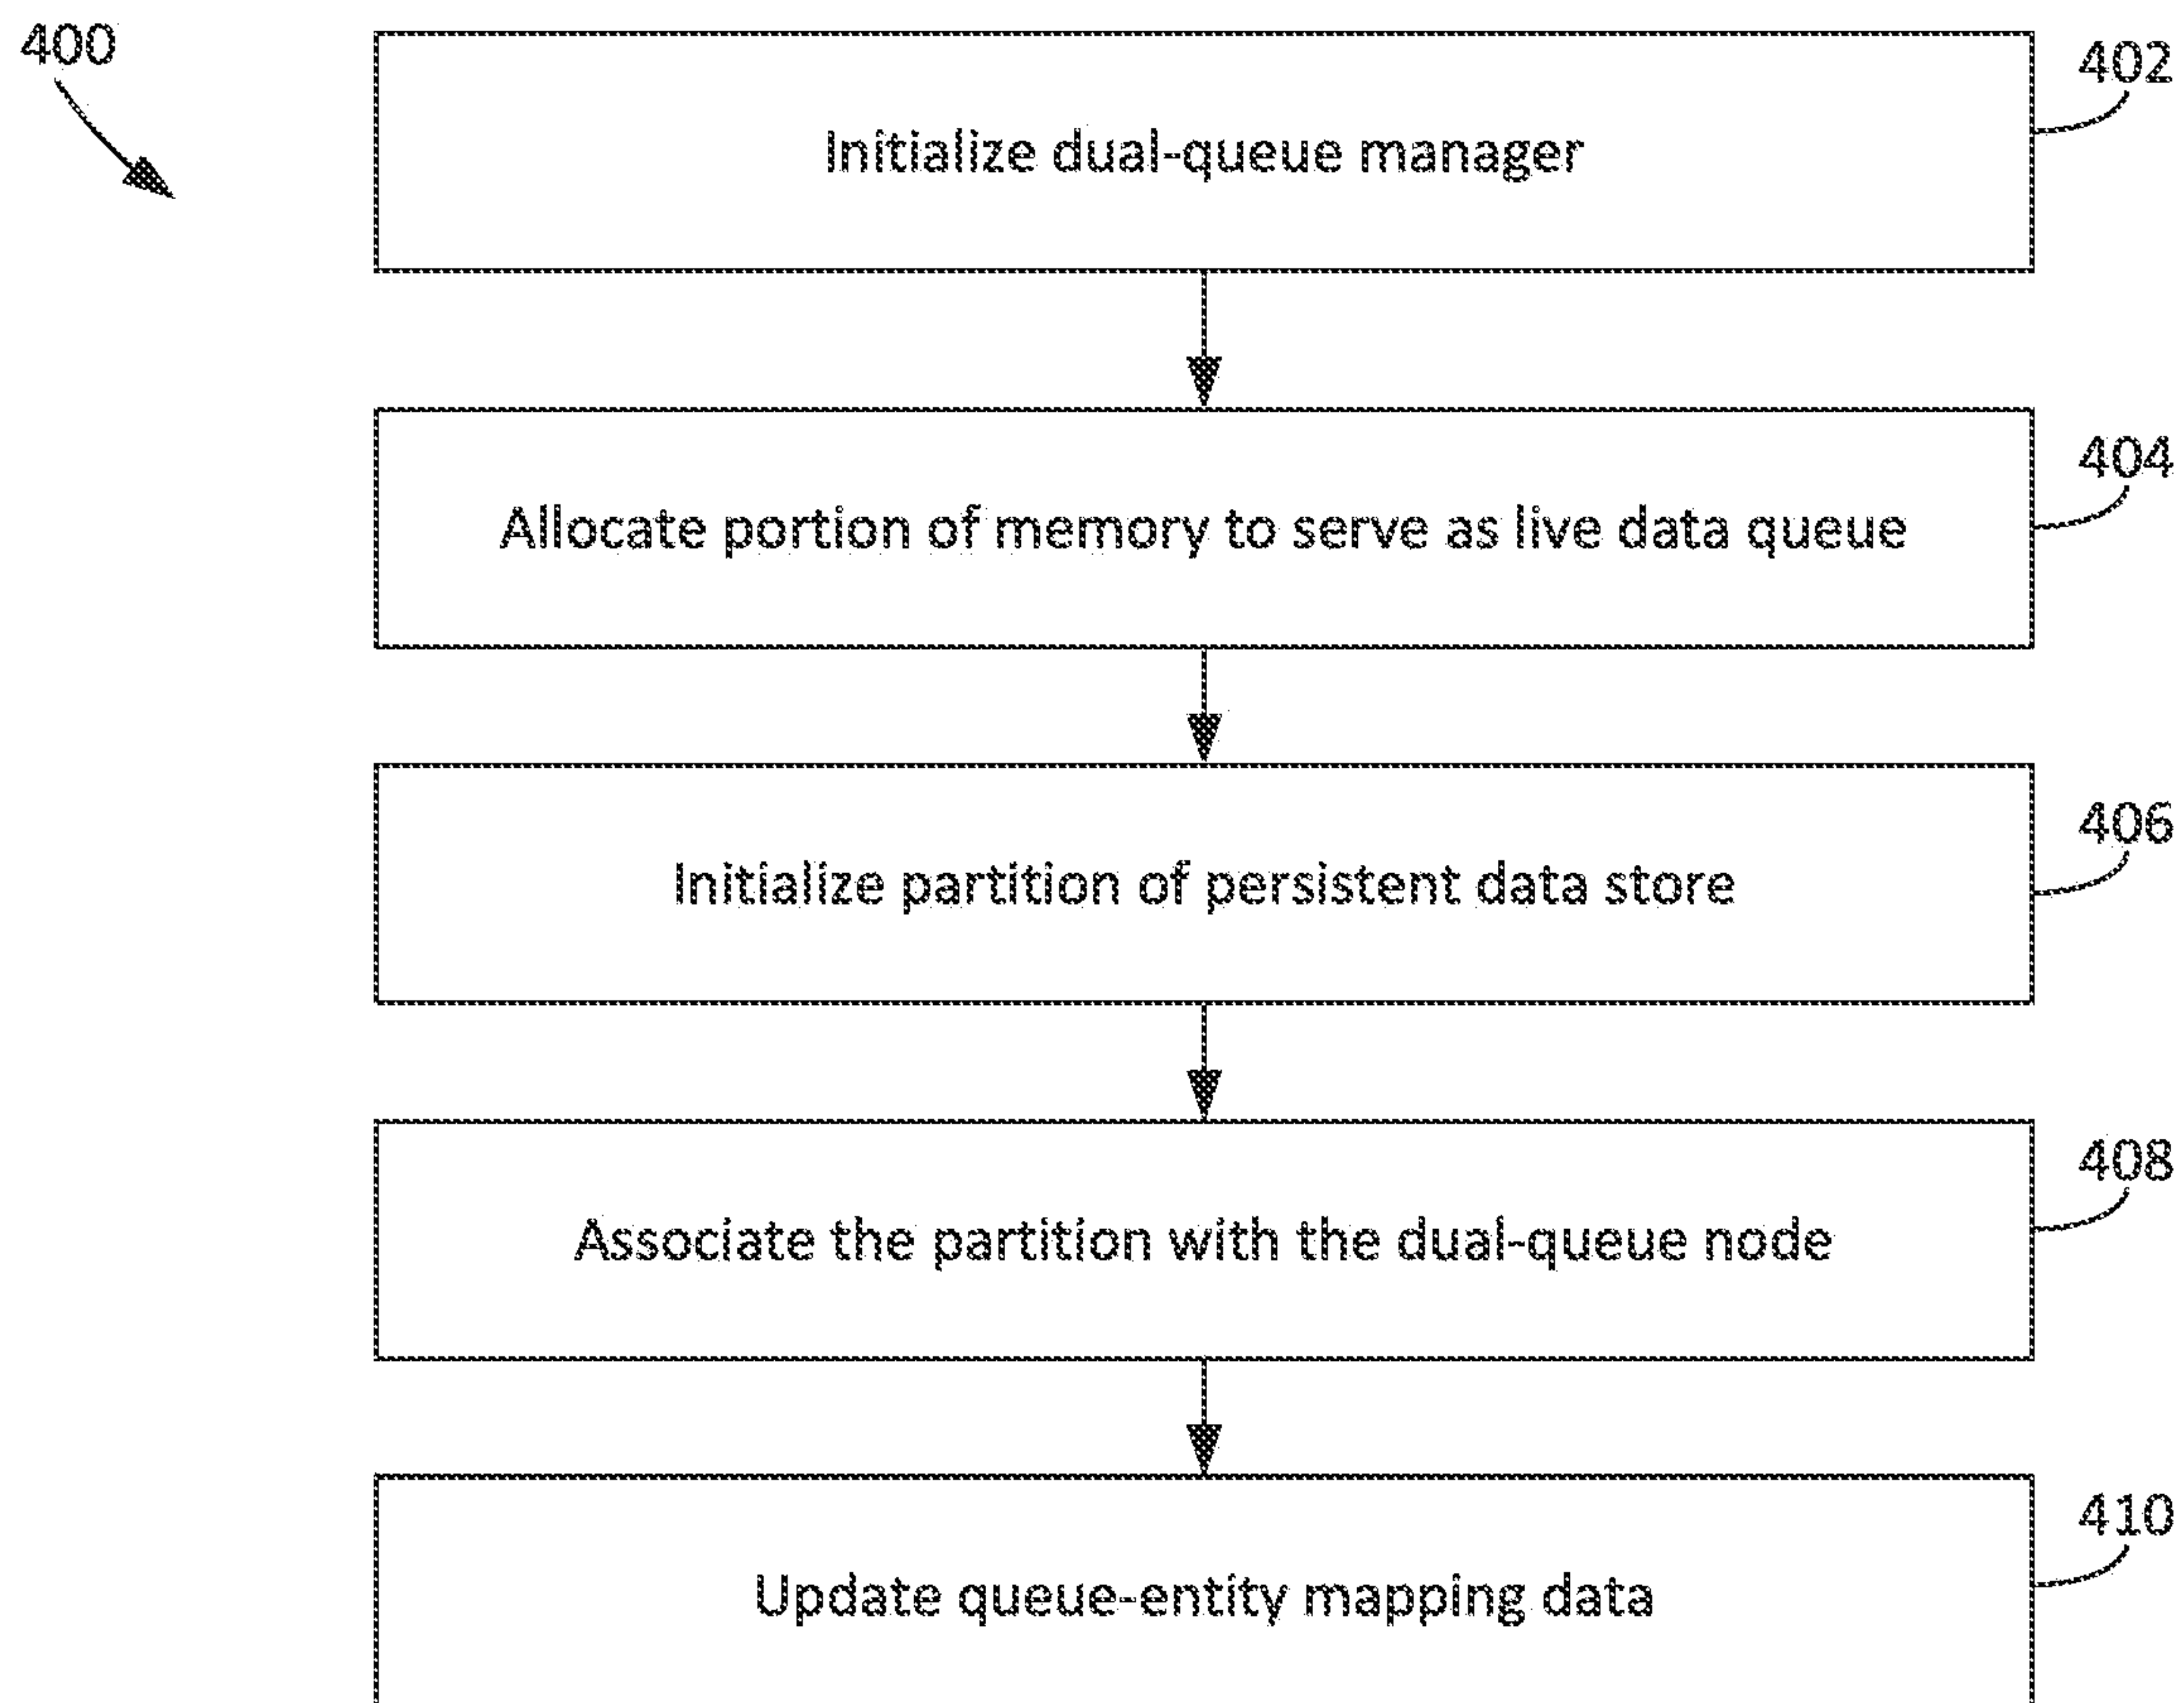 400
402
Initialize dual-queue manager
404
Allocate portion of memory to serve as live data queue
406
Initialize partition of persistent data store
408
Associate the partition with the dual-queue node
410
Update queue-entity mapping data